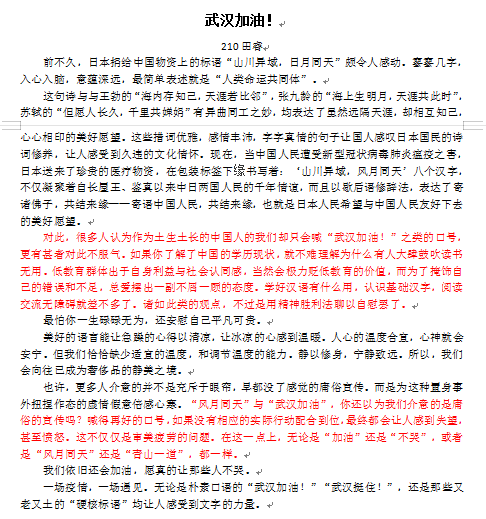 武汉加油！
210 田睿
前不久，日本捐给中国物资上的标语“山川异域，日月同天”颇令人感动。寥寥几字，
入心入脑，意蕴深远，最简单表述就是“人类命运共同体”。
这句诗与与王勃的“海内存知己，天涯若比邻”，张九龄的“海上生明月，天涯共此时”，
苏轼的“但愿人长久，千里共婵娟”有异曲同工之妙，均表达了虽然远隔天涯，却相互知己，
心心相印的美好愿望。这些措词优雅，感情丰沛，字字真情的句子让国人感叹日本国民的诗
词修养，让人感受到久违的文化情怀。现在，当中国人民遭受新型冠状病毒肺炎瘟疫之害，
日本送来了珍贵的医疗物资，在包装标签下缘书写着：‘山川异域，风月同天’八个汉字，
不仅凝聚着自长屋王、鉴真以来中日两国人民的千年情谊，而且以歇后语修辞法，表达了寄
诸佛子，共结来缘——寄语中国人民，共结来缘，也就是日本人民希望与中国人民友好下去
的美好愿望。
对此，很多人认为作为土生土长的中国人的我们却只会喊“武汉加油！”之类的口号，
更有甚者对此不服气。如果你了解了中国的学历现状，就不难理解为什么有人大肆鼓吹读书
无用。低教育群体出于自身利益与社会认同感，当然会极力贬低教育的价值，而为了掩饰自
己的错误和不足，总爱搭出一副不屑一顾的态度。学好汉语有什么用，认识基础汉字，阅读
交流无障碍就差不多了。诸如此类的观点，不过是用精神胜利法聊以自慰罢了。
最怕你一生碌碌无为，还安慰自己平凡可贵。
美好的语言能让急躁的心得以清凉，让冰凉的心感到温暖。人心的温度合宜，心神就会
安宁。但我们恰恰缺少适宜的温度，和调节温度的能力。静以修身，宁静致远。所以，我们
会向往已成为奢侈品的静美之境。
也许，更多人介意的并不是充斥于眼帘，早都没了感觉的庸俗宣传。而是为这种置身事
外扭捏作态的虚情假意倍感心寒。“风月同天”与“武汉加油”，你还以为我们介意的是庸
俗的宣传吗？喊得再好的口号，如果没有相应的实际行动配合到位，最终都会让人感到失望，
甚至愤怒。这不仅仅是审美疲劳的问题。在这一点上，无论是“加油”还是“不哭”，或者
是“风月同天”还是“青山一道”，都一样。
我们依旧还会加油，愿真的让那些人不哭。
一场疫情，一场遇见。无论是朴素口语的“武汉加油！”“武汉挺住！”，还是那些又
老又土的“硬核标语”均让人感受到文字的力量。